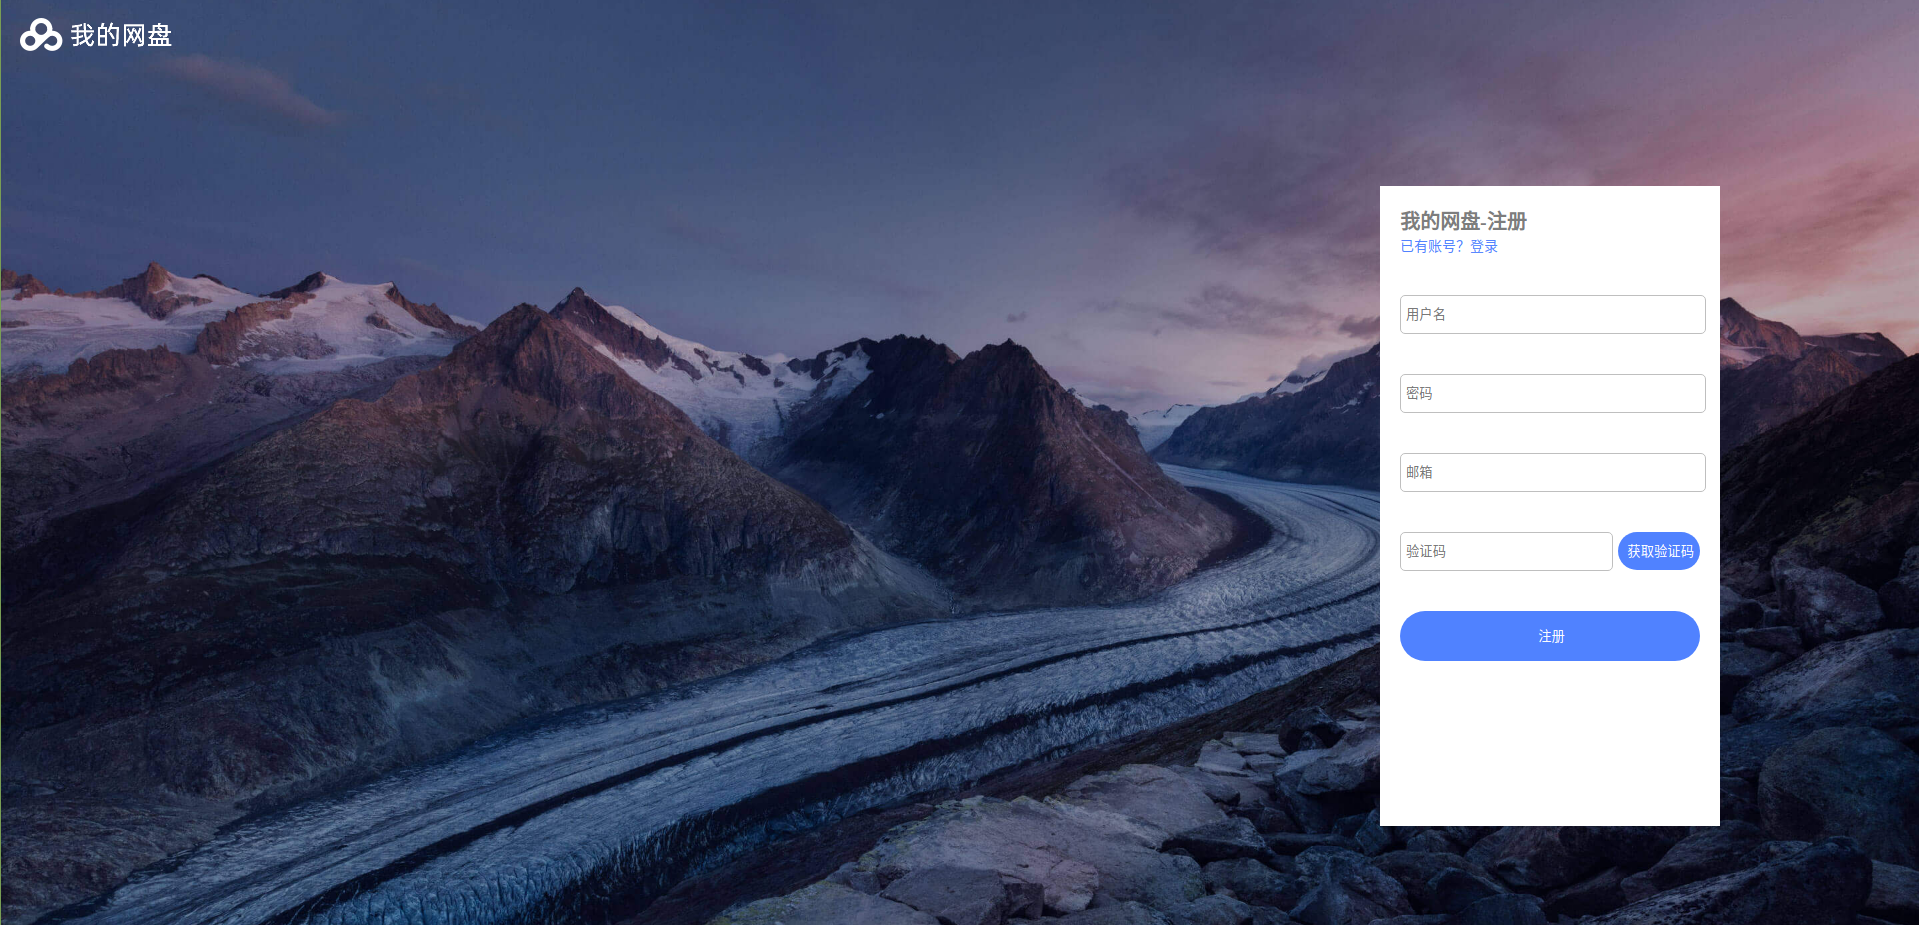 我的网盘
我的网盘-注册
已有账号？登录
用户名
密码
邮箱
验证码 获取验证码
注册